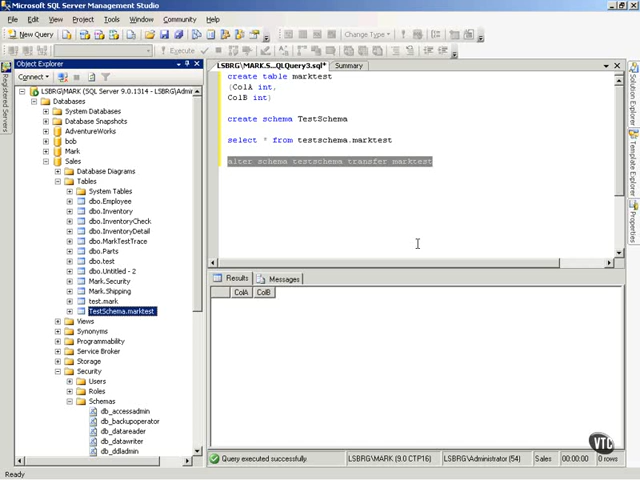 Microsoft SQL Server Management Studio
File Edit View Project Tools Window Community Help
New Query
Change Type
Execute
Object Explorer
LSBRG\MARK.S...QLQuery3.sql* Summary
Connect
Registered Servers
Solution Explorer
Template Explorer
Properties
LSBRG\MARK (SQL Server 9.0.1314 - LSBRG\Admi
Databases
System Databases
Database Snapshots
AdventureWorks
bob
Mark
Sales
Database Diagrams
Tables
System Tables
dbo.Employee
dbo.Inventory
dbo.InventoryCheck
dbo.InventoryDetail
dbo.MarkTestTrace
dbo.Parts
dbo.test
dbo.Untitled - 2
Mark.Security
Mark.Shipping
test.mark
TestSchema.marktest
Views
Synonyms
Programmability
Service Broker
Storage
Security
Users
Roles
Schemas
db_accessadmin
db_backupoperator
db_datareader
db_datawriter
db_ddladmin
create table marktest
(ColA int,
ColB int)
create schema TestSchema
select * from testschema.marktest
alter schema testschema transfer marktest
Results Messages
ColA ColB
VTC
Query executed successfully. LSBRG\MARK (9.0 CTP16) LSBRG\Administrator (54) Sales 00:00:00 0 rows
Ready